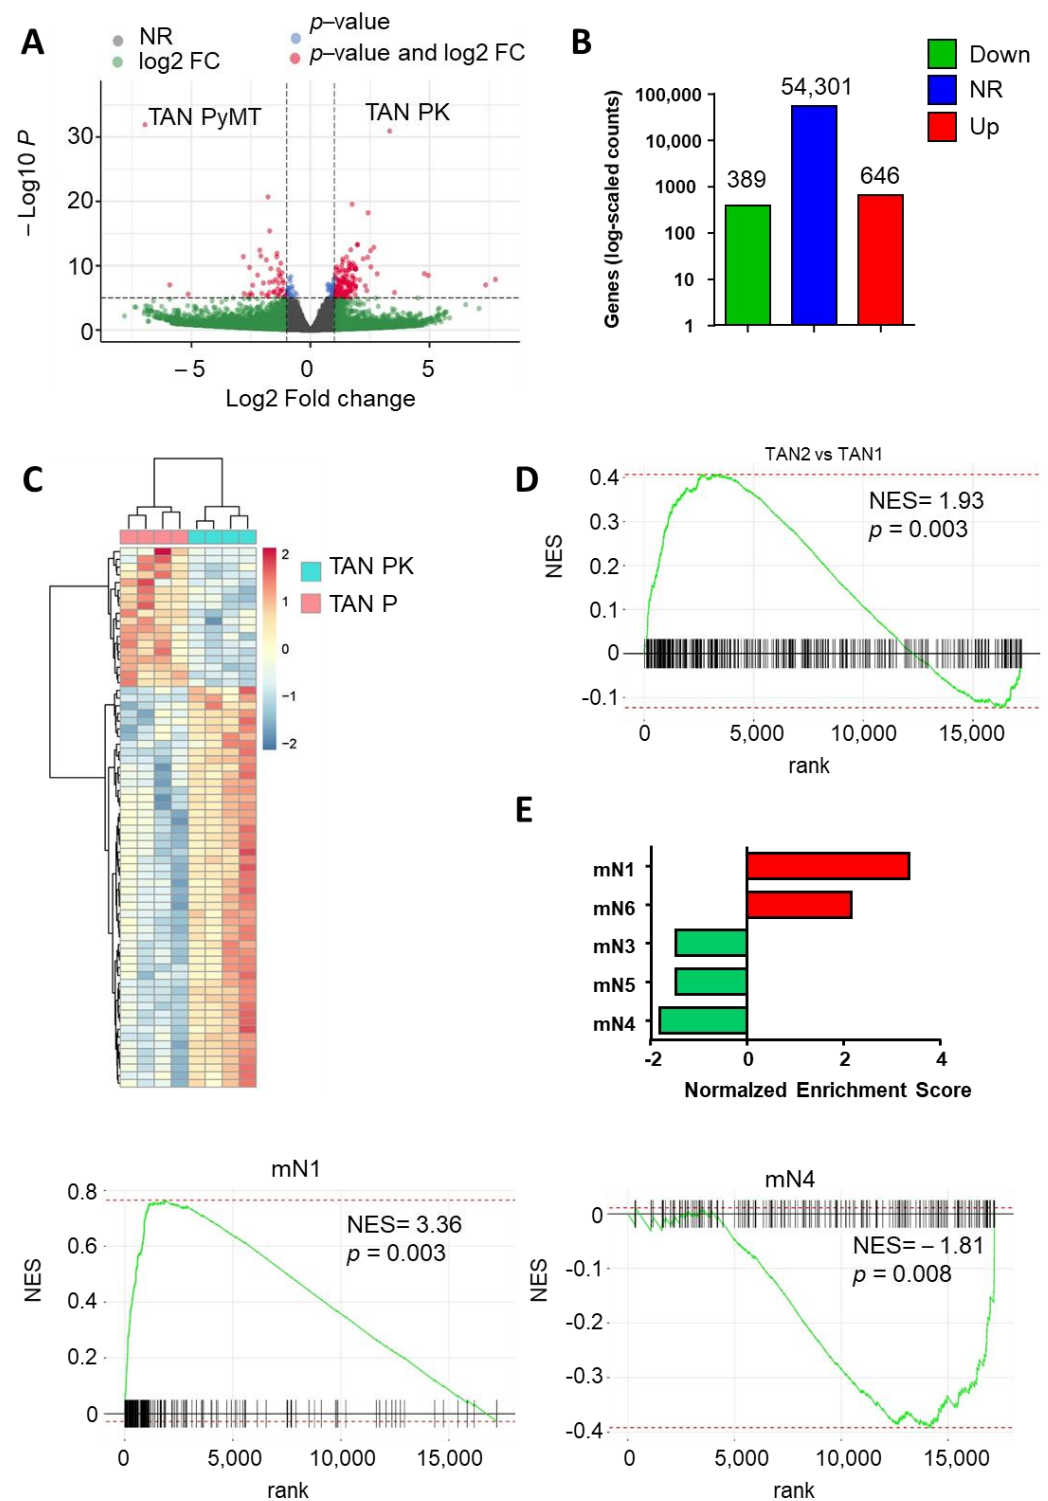 A
NR
log2 FC
p–value
p–value and log2 FC
TAN PyMT
TAN PK
– Log10 P
30
20
10
0
– 5
0
5
Log2 Fold change
B
Down
NR
Up
54,301
389
646
Genes (log-scaled counts)
100,000
10,000
1000
100
10
1
C
2
1
0
−1
−2
TAN PK
TAN P
D
TAN2 vs TAN1
NES= 1.93
p = 0.003
NES
0.4
0.3
0.2
0.1
0
-0.1
0
5,000
10,000
15,000
rank
E
mN1
mN6
mN3
mN5
mN4
-2
0
2
4
Normalzed Enrichment Score
mN1
NES= 3.36
p = 0.003
NES
0.8
0.6
0.4
0.2
0
0
5,000
10,000
15,000
rank
mN4
NES= – 1.81
p = 0.008
NES
0
-0.1
-0.2
-0.3
-0.4
0
5,000
10,000
15,000
rank